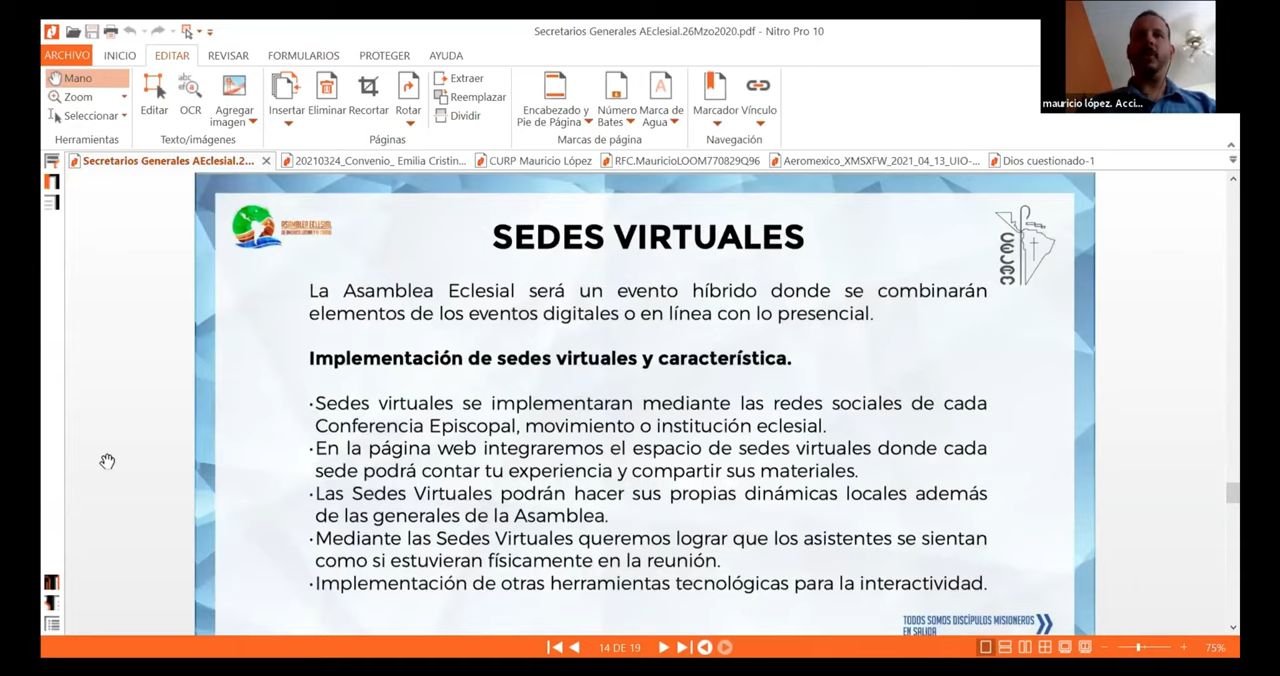 Secretarios Generales AEclesial.26Mzo2020.pdf - Nitro Pro 10
mauricio lópez. Acci...
ARCHIVO INICIO EDITAR REVISAR FORMULARIOS PROTEGER AYUDA
Mano
Zoom
Seleccionar
Herramientas
Editar
OCR
Agregar imagen
Texto/imágenes
Insertar Eliminar Recortar Rotar
Extraer
Reemplazar
Dividir
Páginas
Encabezado y Pie de Página
Número Bates
Marca de Agua
Marcas de página
Marcador Vínculo
Navegación
Secretarios Generales AEclesial.2...
20210324_Convenio_ Emilia Cristin...
CURP Mauricio López
RFC.MauricioLOOM770829Q96
Aeromexico_XMSXFW_2021_04_13_UIO-...
Dios cuestionado-1
ASAMBLEA ECLESIAL
SEDES VIRTUALES
La Asamblea Eclesial será un evento híbrido donde se combinarán
elementos de los eventos digitales o en línea con lo presencial.
Implementación de sedes virtuales y característica.
·Sedes virtuales se implementaran mediante las redes sociales de cada
Conferencia Episcopal, movimiento o institución eclesial.
·En la página web integraremos el espacio de sedes virtuales donde cada
sede podrá contar tu experiencia y compartir sus materiales.
·Las Sedes Virtuales podrán hacer sus propias dinámicas locales además
de las generales de la Asamblea.
·Mediante las Sedes Virtuales queremos lograr que los asistentes se sientan
como si estuvieran físicamente en la reunión.
·Implementación de otras herramientas tecnológicas para la interactividad.
TODOS SOMOS DISCÍPULOS MISIONEROS
EN SALIDA
14 DE 19
75%